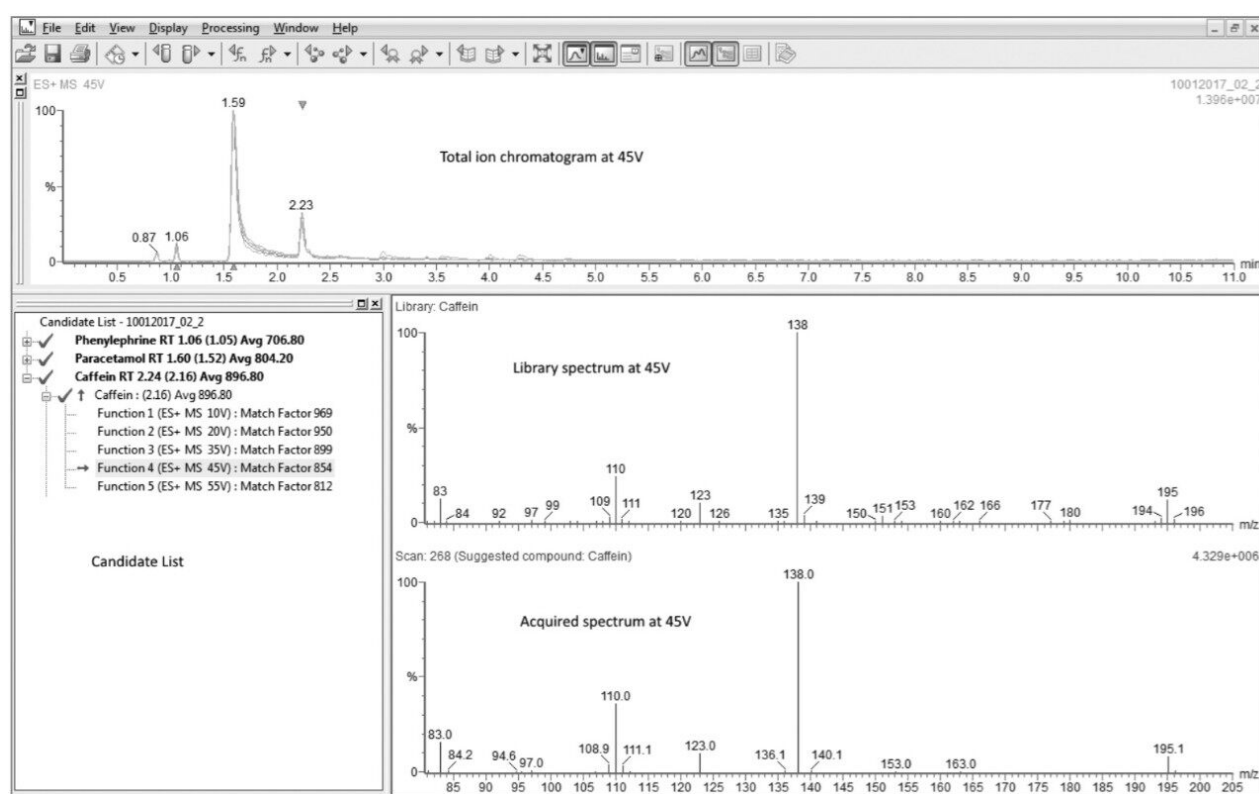 File Edit View Display Processing Window Help
ES+ MS 45V
10012017_02_2
1.396e+007
100
%
0
0.87
1.06
1.59
2.23
Total ion chromatogram at 45V
0.5 1.0 1.5 2.0 2.5 3.0 3.5 4.0 4.5 5.0 5.5 6.0 6.5 7.0 7.5 8.0 8.5 9.0 9.5 10.0 10.5 11.0 min
Candidate List - 10012017_02_2
Phenylephrine RT 1.06 (1.05) Avg 706.80
Paracetamol RT 1.60 (1.52) Avg 804.20
Caffein RT 2.24 (2.16) Avg 896.80
Caffein : (2.16) Avg 896.80
Function 1 (ES+ MS 10V) : Match Factor 969
Function 2 (ES+ MS 20V) : Match Factor 950
Function 3 (ES+ MS 35V) : Match Factor 899
Function 4 (ES+ MS 45V) : Match Factor 854
Function 5 (ES+ MS 55V) : Match Factor 812
Candidate List
Library: Caffein
Library spectrum at 45V
100
%
0
83 84 92 97 99 109 110 111 120 123 126 135 138 139 150 151 153 160 162 166 177 180 194 195 196
m/z
Scan: 268 (Suggested compound: Caffein)
4.329e+006
Acquired spectrum at 45V
100
%
0
83.0 84.2 94.6 97.0 108.9 110.0 111.1 123.0 136.1 138.0 140.1 153.0 163.0 195.1
m/z
85 90 95 100 105 110 115 120 125 130 135 140 145 150 155 160 165 170 175 180 185 190 195 200 205